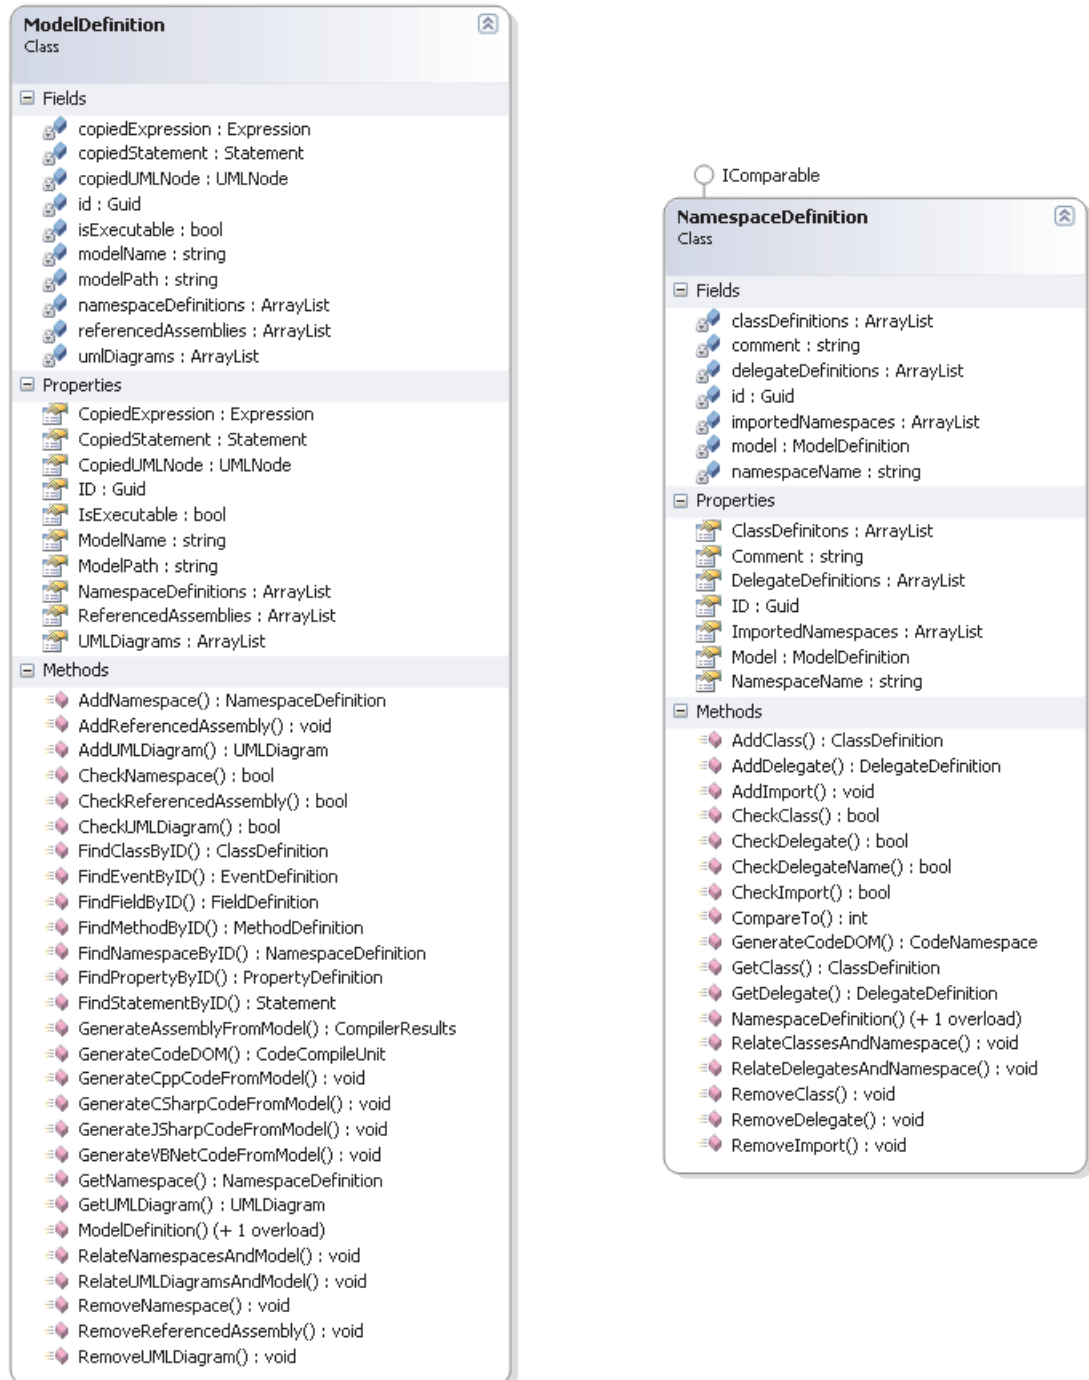 ModelDefinition
Class
Fields
copiedExpression : Expression
copiedStatement : Statement
copiedUMLNode : UMLNode
id : Guid
isExecutable : bool
modelName : string
modelPath : string
namespaceDefinitions : ArrayList
referencedAssemblies : ArrayList
umlDiagrams : ArrayList
Properties
CopiedExpression : Expression
CopiedStatement : Statement
CopiedUMLNode : UMLNode
ID : Guid
IsExecutable : bool
ModelName : string
ModelPath : string
NamespaceDefinitions : ArrayList
ReferencedAssemblies : ArrayList
UMLDiagrams : ArrayList
Methods
AddNamespace() : NamespaceDefinition
AddReferencedAssembly() : void
AddUMLDiagram() : UMLDiagram
CheckNamespace() : bool
CheckReferencedAssembly() : bool
CheckUMLDiagram() : bool
FindClassByID() : ClassDefinition
FindEventByID() : EventDefinition
FindFieldByID() : FieldDefinition
FindMethodByID() : MethodDefinition
FindNamespaceByID() : NamespaceDefinition
FindPropertyByID() : PropertyDefinition
FindStatementByID() : Statement
GenerateAssemblyFromModel() : CompilerResults
GenerateCodeDOM() : CodeCompileUnit
GenerateCppCodeFromModel() : void
GenerateCSharpCodeFromModel() : void
GenerateJSharpCodeFromModel() : void
GenerateVBNetCodeFromModel() : void
GetNamespace() : NamespaceDefinition
GetUMLDiagram() : UMLDiagram
ModelDefinition() (+ 1 overload)
RelateNamespacesAndModel() : void
RelateUMLDiagramsAndModel() : void
RemoveNamespace() : void
RemoveReferencedAssembly() : void
RemoveUMLDiagram() : void
IComparable
NamespaceDefinition
Class
Fields
classDefinitions : ArrayList
comment : string
delegateDefinitions : ArrayList
id : Guid
importedNamespaces : ArrayList
model : ModelDefinition
namespaceName : string
Properties
ClassDefinitons : ArrayList
Comment : string
DelegateDefinitions : ArrayList
ID : Guid
ImportedNamespaces : ArrayList
Model : ModelDefinition
NamespaceName : string
Methods
AddClass() : ClassDefinition
AddDelegate() : DelegateDefinition
AddImport() : void
CheckClass() : bool
CheckDelegate() : bool
CheckDelegateName() : bool
CheckImport() : bool
CompareTo() : int
GenerateCodeDOM() : CodeNamespace
GetClass() : ClassDefinition
GetDelegate() : DelegateDefinition
NamespaceDefinition() (+ 1 overload)
RelateClassesAndNamespace() : void
RelateDelegatesAndNamespace() : void
RemoveClass() : void
RemoveDelegate() : void
RemoveImport() : void